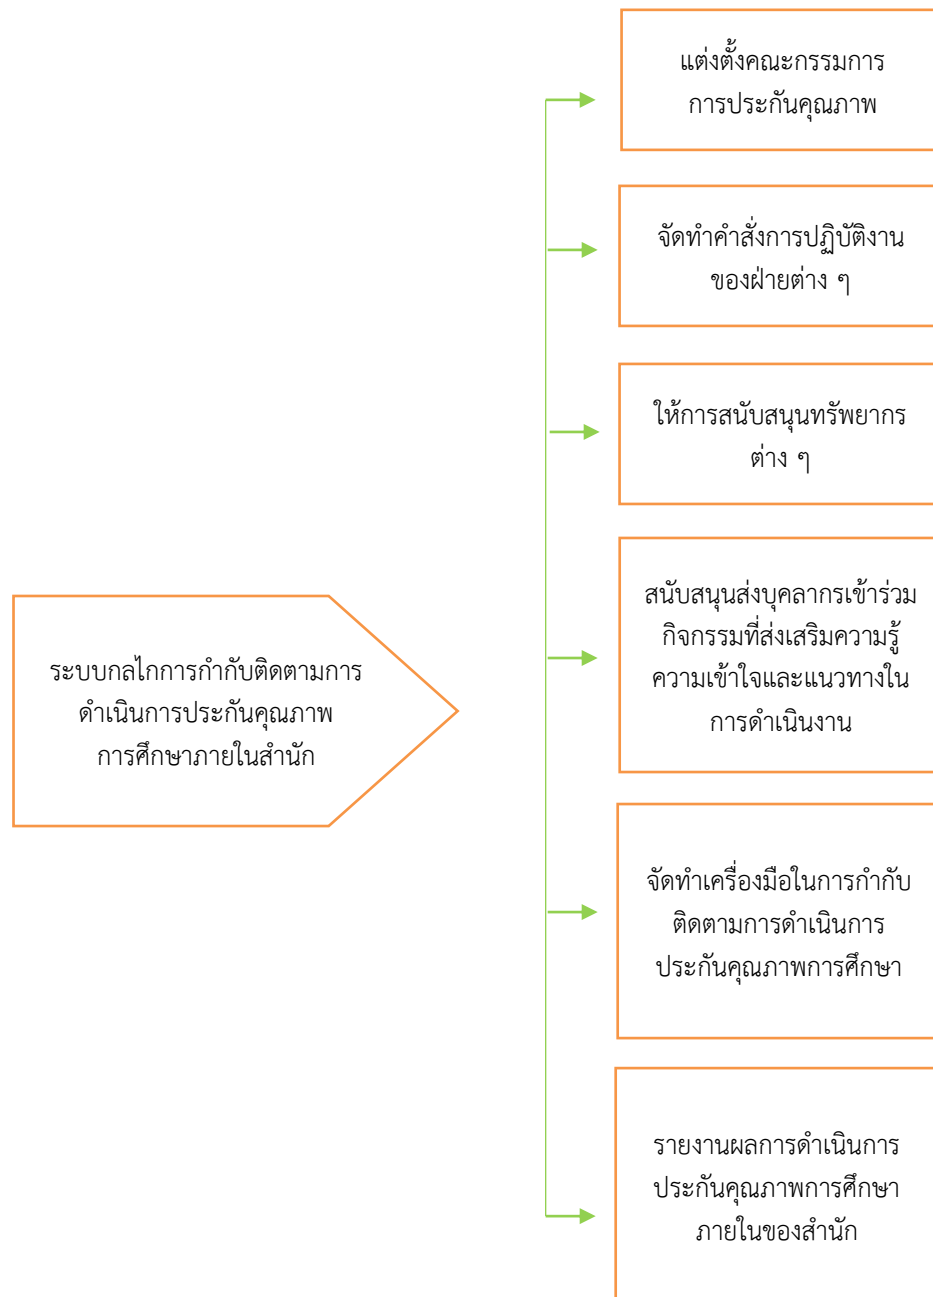 แต่งตั้งคณะกรรมการ
การประกันคุณภาพ
จัดทำคำสั่งการปฏิบัติงาน
ของฝ่ายต่าง ๆ
ให้การสนับสนุนทรัพยากร
ต่าง ๆ
สนับสนุนส่งบุคลากรเข้าร่วม
กิจกรรมที่ส่งเสริมความรู้
ความเข้าใจและแนวทางใน
การดำเนินงาน
ระบบกลไกการกำกับติดตามการ
ดำเนินการประกันคุณภาพ
การศึกษาภายในสำนัก
จัดทำเครื่องมือในการกำกับ
ติดตามการดำเนินการ
ประกันคุณภาพการศึกษา
รายงานผลการดำเนินการ
ประกันคุณภาพการศึกษา
ภายในของสำนัก